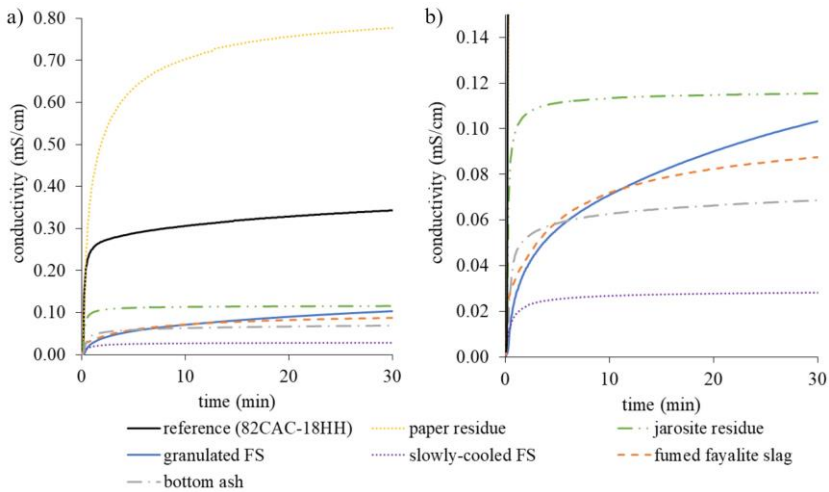 a)
0.80
0.70
0.60
0.50
0.40
0.30
0.20
0.10
0.00
conductivity (mS/cm)
0
10
20
30
time (min)
b)
0.14
0.12
0.10
0.08
0.06
0.04
0.02
0.00
conductivity (mS/cm)
0
10
20
30
time (min)
reference (82CAC-18HH)
paper residue
jarosite residue
granulated FS
slowly-cooled FS
fumed fayalite slag
bottom ash